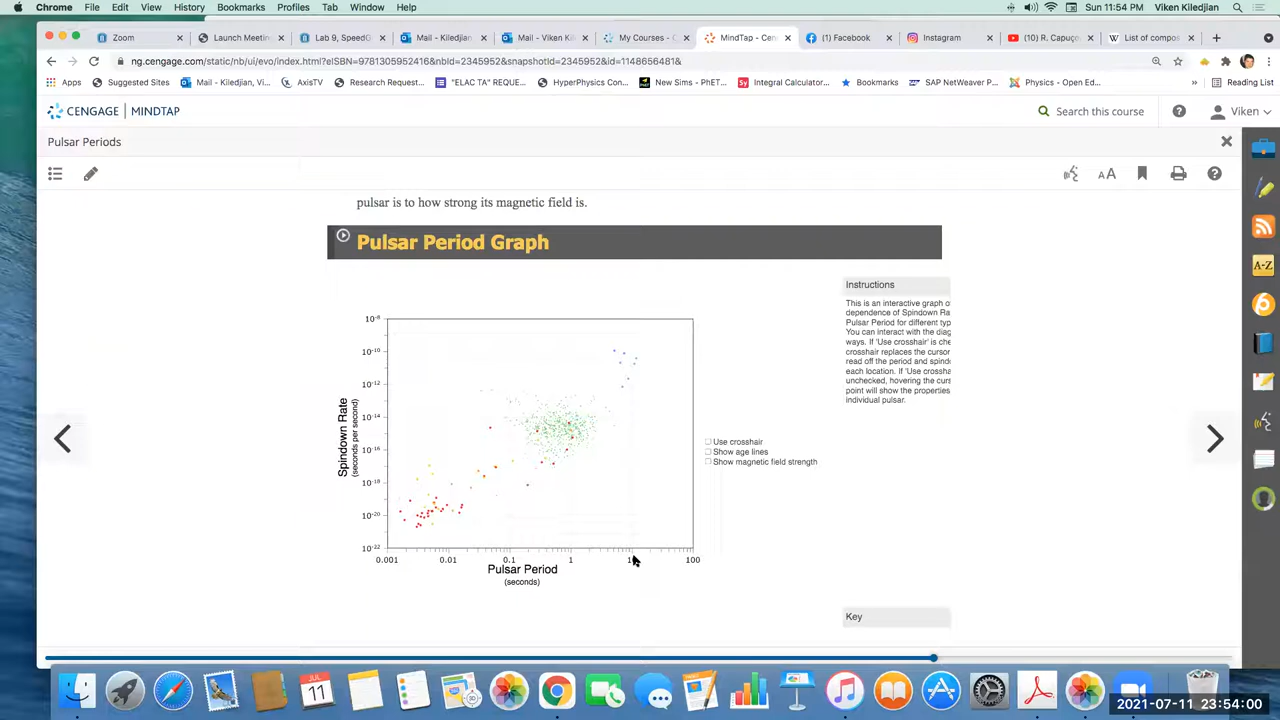 Chrome File Edit View History Bookmarks Profiles Tab Window Help Sun 11:54 PM Viken Kiledjian
Zoom Launch Meeti Lab 9, SpeedG Mail - Kiledjian Mail - Viken K My Courses - C MindTap - Cen (1) Facebook Instagram (10) R. Capuç List of compos
ng.cengage.com/static/nb/ui/evo/index.html?eISBN=9781305952416&nbId=2345952&snapshotId=2345952&id=1148656481&
Apps Suggested Sites Mail - Kiledjian, Vi... AxisTV Research Request... "ELAC TA" REQUE... HyperPhysics Con... New Sims - PhET... Symbolab Calculator... Bookmarks SAP NetWeaver P... Physics - Open Ed... » Reading List
CENGAGE | MINDTAP Search this course Viken
Pulsar Periods
AA
pulsar is to how strong its magnetic field is.
Pulsar Period Graph
Instructions
This is an interactive graph o
dependence of Spindown Ra
Pulsar Period for different typ
You can interact with the diag
ways. If 'Use crosshair' is che
crosshair replaces the cursor
read off the period and spind
each location. If 'Use crossha
unchecked, hovering the curs
point will show the properties
individual pulsar.
10-8
10-10
10-12
10-14
10-16
10-18
10-20
10-22
Spindown Rate
(seconds per second)
Use crosshair
Show age lines
Show magnetic field strength
0.001 0.01 0.1 1 100
Pulsar Period
(seconds)
Key
A-Z
JUL
11
2021-07-11 23:54:00